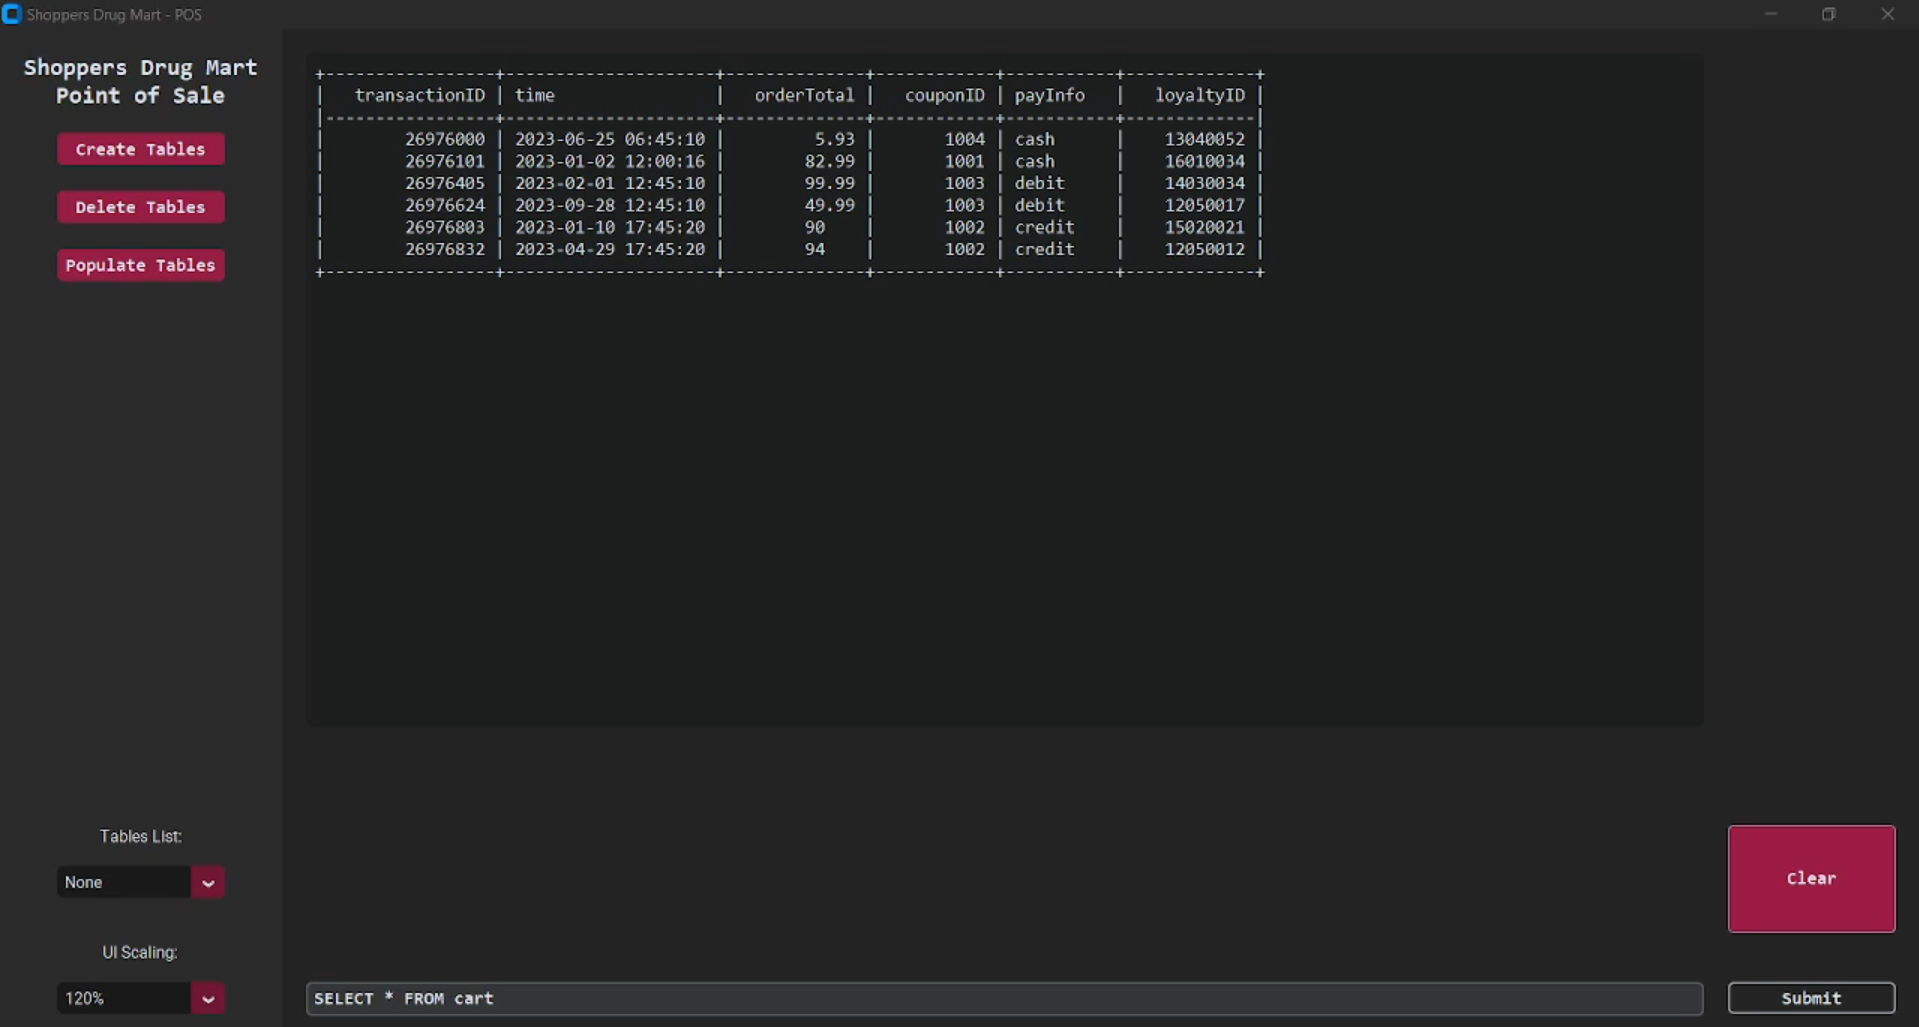 Shoppers Drug Mart - POS
Shoppers Drug Mart
Point of Sale
Create Tables
Delete Tables
Populate Tables
+-----------------+---------------------+--------------+------------+-----------+-------------+
|   transactionID | time                |   orderTotal |   couponID | payInfo   |   loyaltyID |
|-----------------+---------------------+--------------+------------+-----------+-------------|
|        26976000 | 2023-06-25 06:45:10 |         5.93 |       1004 | cash      |    13040052 |
|        26976101 | 2023-01-02 12:00:16 |        82.99 |       1001 | cash      |    16010034 |
|        26976405 | 2023-02-01 12:45:10 |        99.99 |       1003 | debit     |    14030034 |
|        26976624 | 2023-09-28 12:45:10 |        49.99 |       1003 | debit     |    12050017 |
|        26976803 | 2023-01-10 17:45:20 |        90    |       1002 | credit    |    15020021 |
|        26976832 | 2023-04-29 17:45:20 |        94    |       1002 | credit    |    12050012 |
+-----------------+---------------------+--------------+------------+-----------+-------------+
Tables List:
None
UI Scaling:
120%
Clear
SELECT * FROM cart
Submit